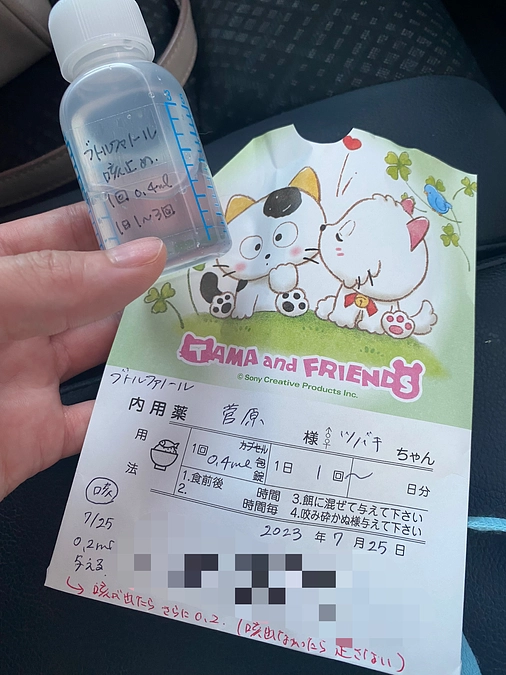 ブトルファノール
咳止め.
1回 0.4ml
1日1~3回
TAMA and FRIENDS
© Sony Creative Products Inc.
ブトルファノール
内用薬 菅原 様 ♂♀ ツバキ ちゃん
用法
1回 0.4ml カプセル 包 錠 1日 1回~ 日分
1.食前後 時間 3.餌に混ぜて与えて下さい
2. 時間毎 4.咬み砕かぬ様与えて下さい
2023 年 7 月 25 日
咳
7/25
0.2ml
与える
→ 咳が出たら さらに 0.2. (咳出なかったら 足さない)